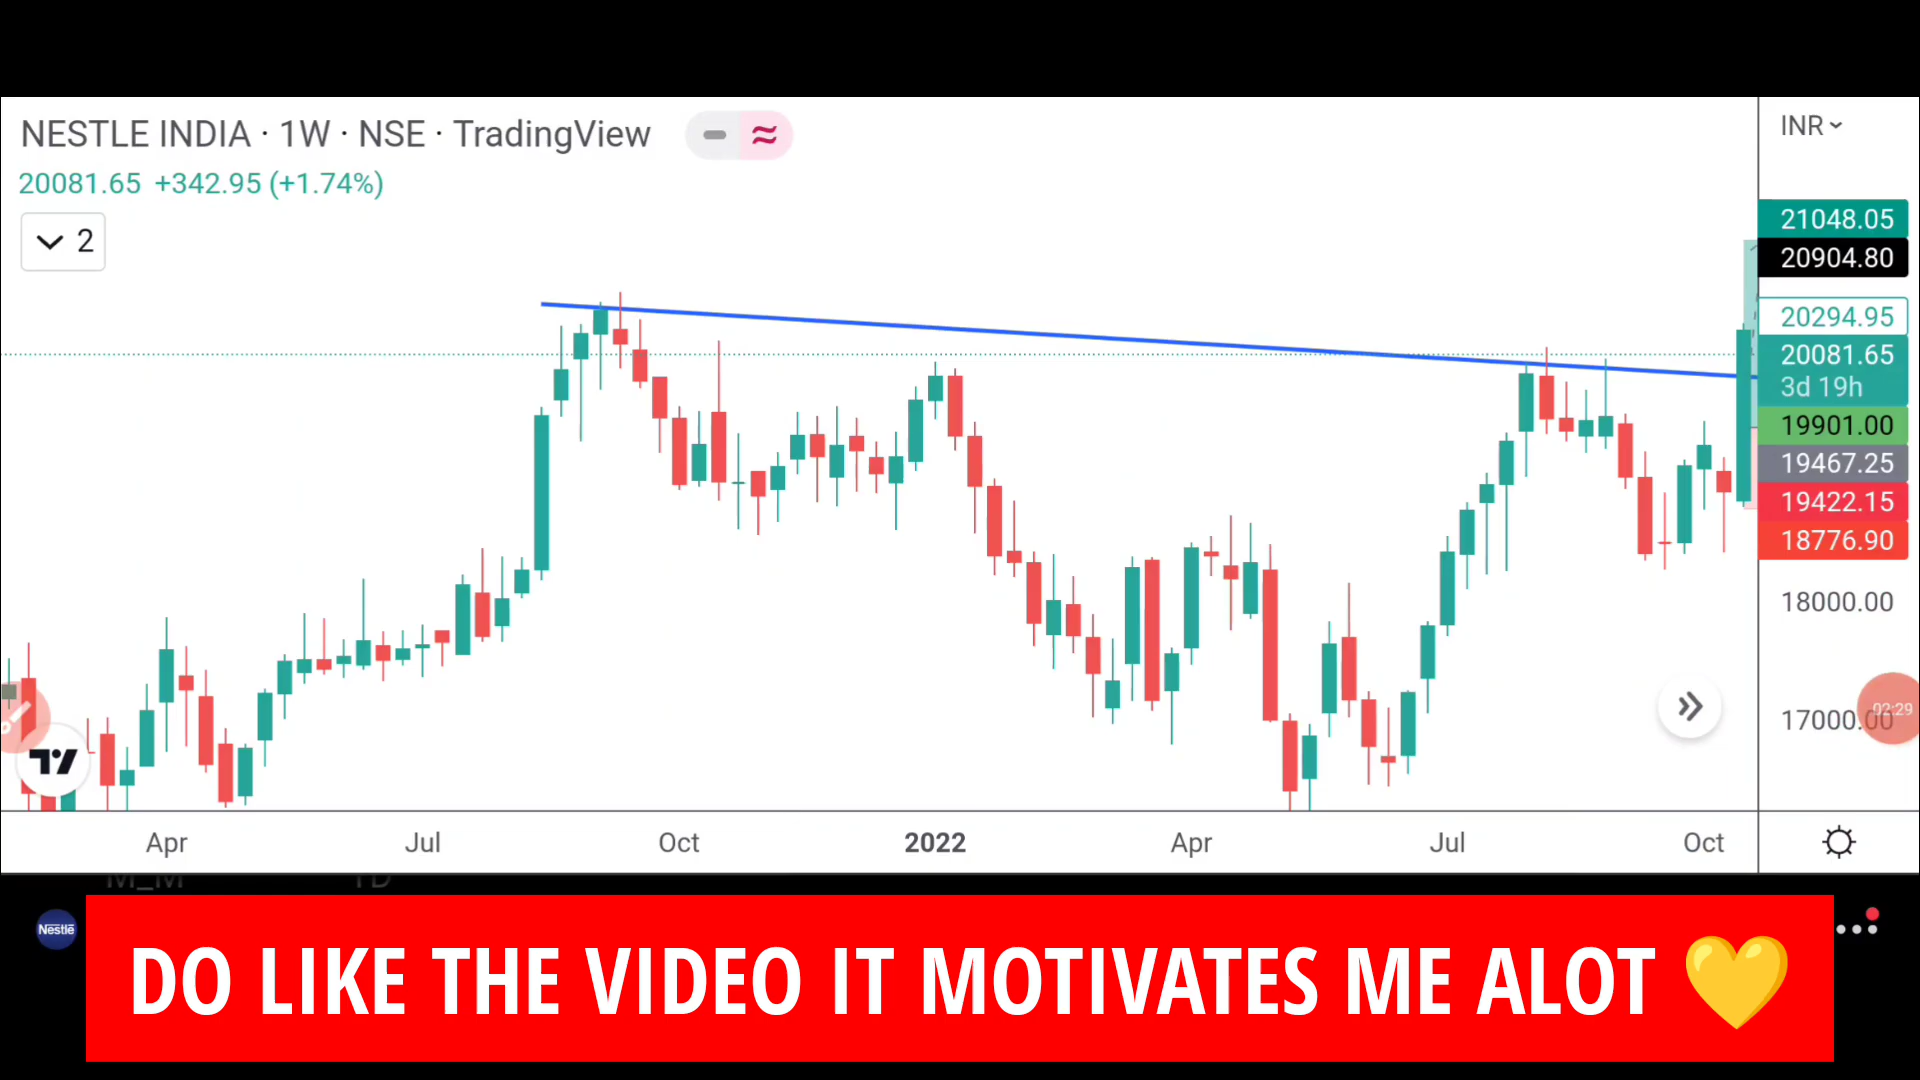 NESTLE INDIA · 1W · NSE · TradingView
INR
20081.65 +342.95 (+1.74%)
2
21048.05
20904.80
20294.95
20081.65
3d 19h
19901.00
19467.25
19422.15
18776.90
18000.00
17000.00
02:29
Apr Jul Oct 2022 Apr Jul Oct
Nestlé
DO LIKE THE VIDEO IT MOTIVATES ME ALOT